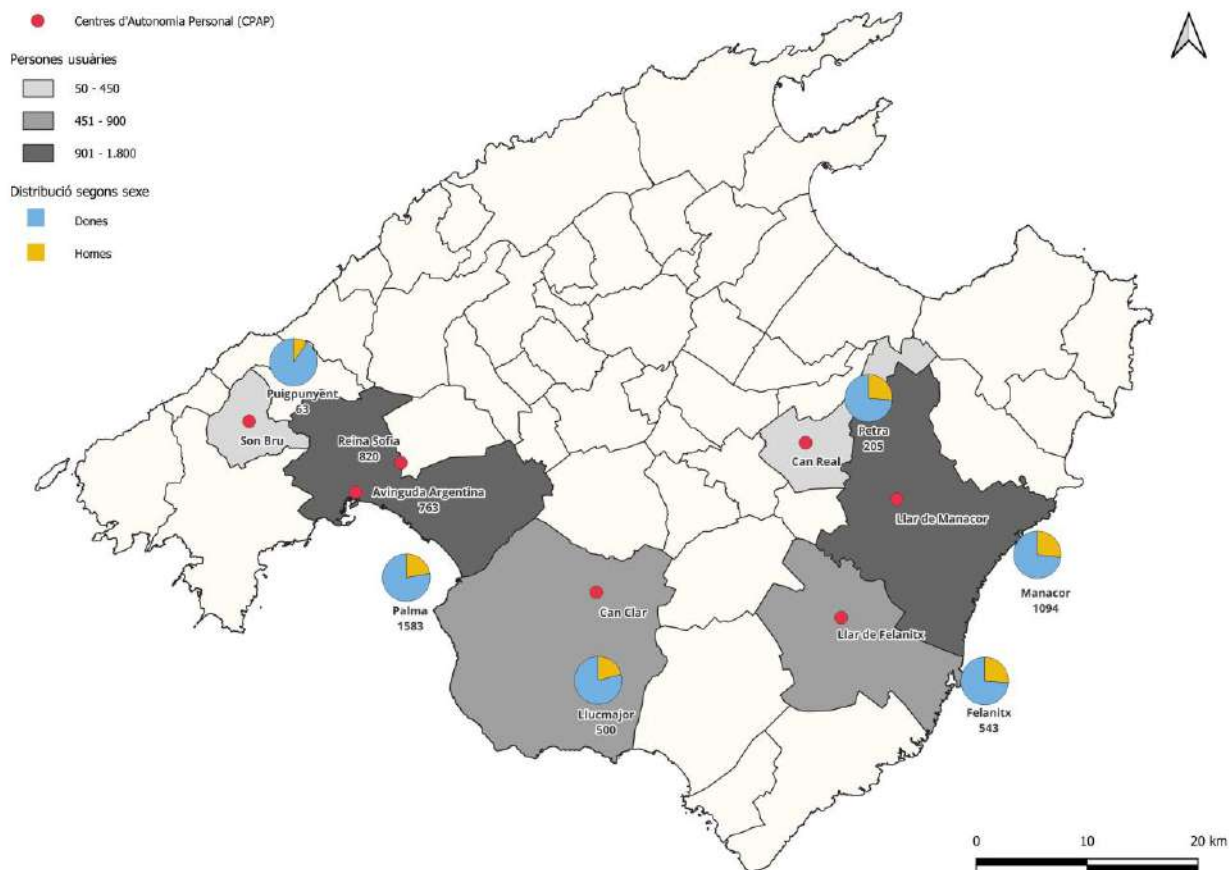 Centres d'Autonomia Personal (CPAP)
Persones usuàries
50 - 450
451 - 900
901 - 1.800
Distribució segons sexe
Dones
Homes
Puigpunyent
63
Son Bru
Reina Sofia
820
Avinguda Argentina
763
Petra
205
Can Real
Llar de Manacor
Manacor
1094
Palma
1583
Can Clar
Llar de Felanitx
Llucmajor
500
Felanitx
543
0 10 20 km